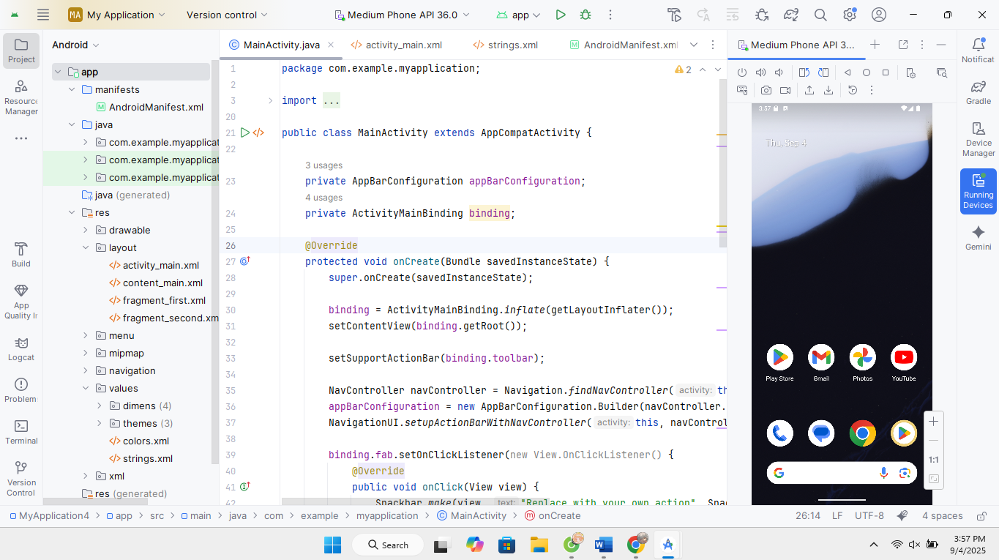 MA My Application Version control Medium Phone API 36.0 app
Project
Resource
Manager
Build
App
Quality In
Logcat
Problem
Terminal
Version
Control
Android
app
manifests
AndroidManifest.xml
java
com.example.myapplicat
com.example.myapplicat
com.example.myapplicat
java (generated)
res
drawable
layout
activity_main.xml
content_main.xml
fragment_first.xml
fragment_second.xm
menu
mipmap
navigation
values
dimens (4)
themes (3)
colors.xml
strings.xml
xml
res (generated)
MainActivity.java activity_main.xml strings.xml AndroidManifest.xml
2
1 package com.example.myapplication;
2
3 import ...
20
21 public class MainActivity extends AppCompatActivity {
22
3 usages
23 private AppBarConfiguration appBarConfiguration;
4 usages
24 private ActivityMainBinding binding;
25
26 @Override
27 protected void onCreate(Bundle savedInstanceState) {
28 super.onCreate(savedInstanceState);
29
30 binding = ActivityMainBinding.inflate(getLayoutInflater());
31 setContentView(binding.getRoot());
32
33 setSupportActionBar(binding.toolbar);
34
35 NavController navController = Navigation.findNavController( activity: th
36 appBarConfiguration = new AppBarConfiguration.Builder(navController.
37 NavigationUI.setupActionBarWithNavController( activity: this, navControl
38
39 binding.fab.setOnClickListener(new View.OnClickListener() {
40 @Override
41 public void onClick(View view) {
42 Snackbar.make(view, text: "Replace with your own action", Snac
Medium Phone API 3...
3:57
Thu, Sep 4
Play Store Gmail Photos YouTube
1:1
Notificat
Gradle
Device
Manager
Running
Devices
Gemini
MyApplication4 app src main java com example myapplication MainActivity onCreate 26:14 LF UTF-8 4 spaces
Search
3:57 PM
9/4/2025